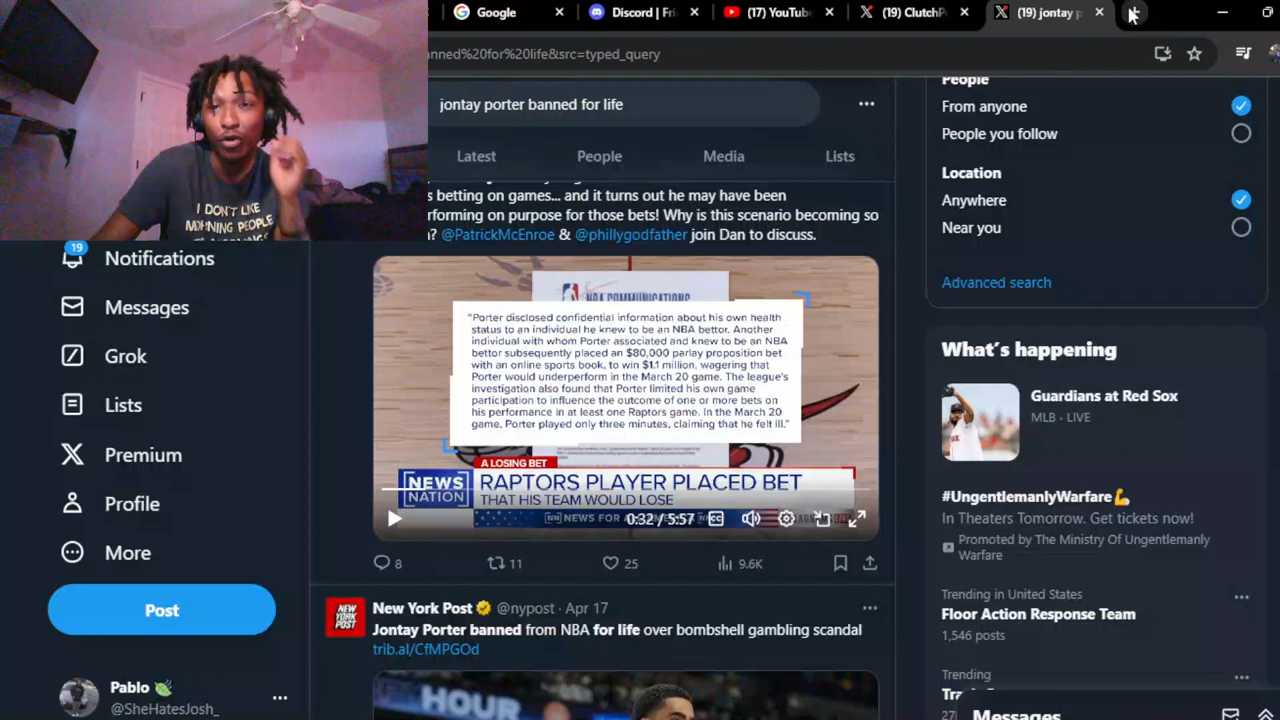 Google
Discord | Fri
(17) YouTube
(19) ClutchP
(19) jontay p
anned%20for%20life&src=typed_query
I DON'T LIKE
MORNING PEOPLE
jontay porter banned for life
Latest
People
Media
Lists
s betting on games... and it turns out he may have been
rforming on purpose for those bets! Why is this scenario becoming so
? @PatrickMcEnroe & @phillygodfather join Dan to discuss.
NBA COMMUNICATIONS
"Porter disclosed confidential information about his own health
status to an individual he knew to be an NBA bettor. Another
individual with whom Porter associated and knew to be an NBA
bettor subsequently placed an $80,000 parlay proposition bet
with an online sports book, to win $1.1 million, wagering that
Porter would underperform in the March 20 game. The league's
investigation also found that Porter limited his own game
participation to influence the outcome of one or more bets on
his performance in at least one Raptors game. In the March 20
game, Porter played only three minutes, claiming that he felt ill."
A LOSING BET
NEWS
NATION
RAPTORS PLAYER PLACED BET
THAT HIS TEAM WOULD LOSE
NEWS FOR
0:32 / 5:57
8
11
25
9.6K
New York Post @nypost · Apr 17
Jontay Porter banned from NBA for life over bombshell gambling scandal
trib.al/CfMPGOd
HOUR
NEW
YORK
POST
19
Notifications
Messages
Grok
Lists
Premium
Profile
More
Post
Pablo
@SheHatesJosh_
People
From anyone
People you follow
Location
Anywhere
Near you
Advanced search
What's happening
Guardians at Red Sox
MLB · LIVE
#UngentlemanlyWarfare💪
In Theaters Tomorrow. Get tickets now!
Promoted by The Ministry Of Ungentlemanly
Warfare
Trending in United States
Floor Action Response Team
1,546 posts
Trending
Messages